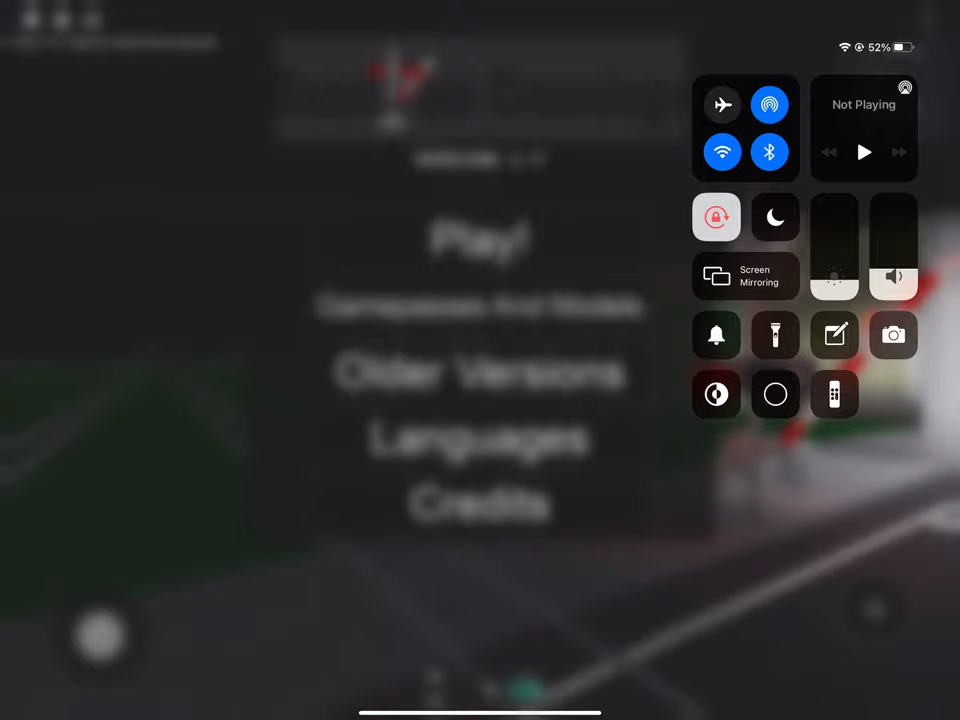 52%
Not Playing
Screen
Mirroring
Play!
Gamepasses And Models
Older Versions
Languages
Credits